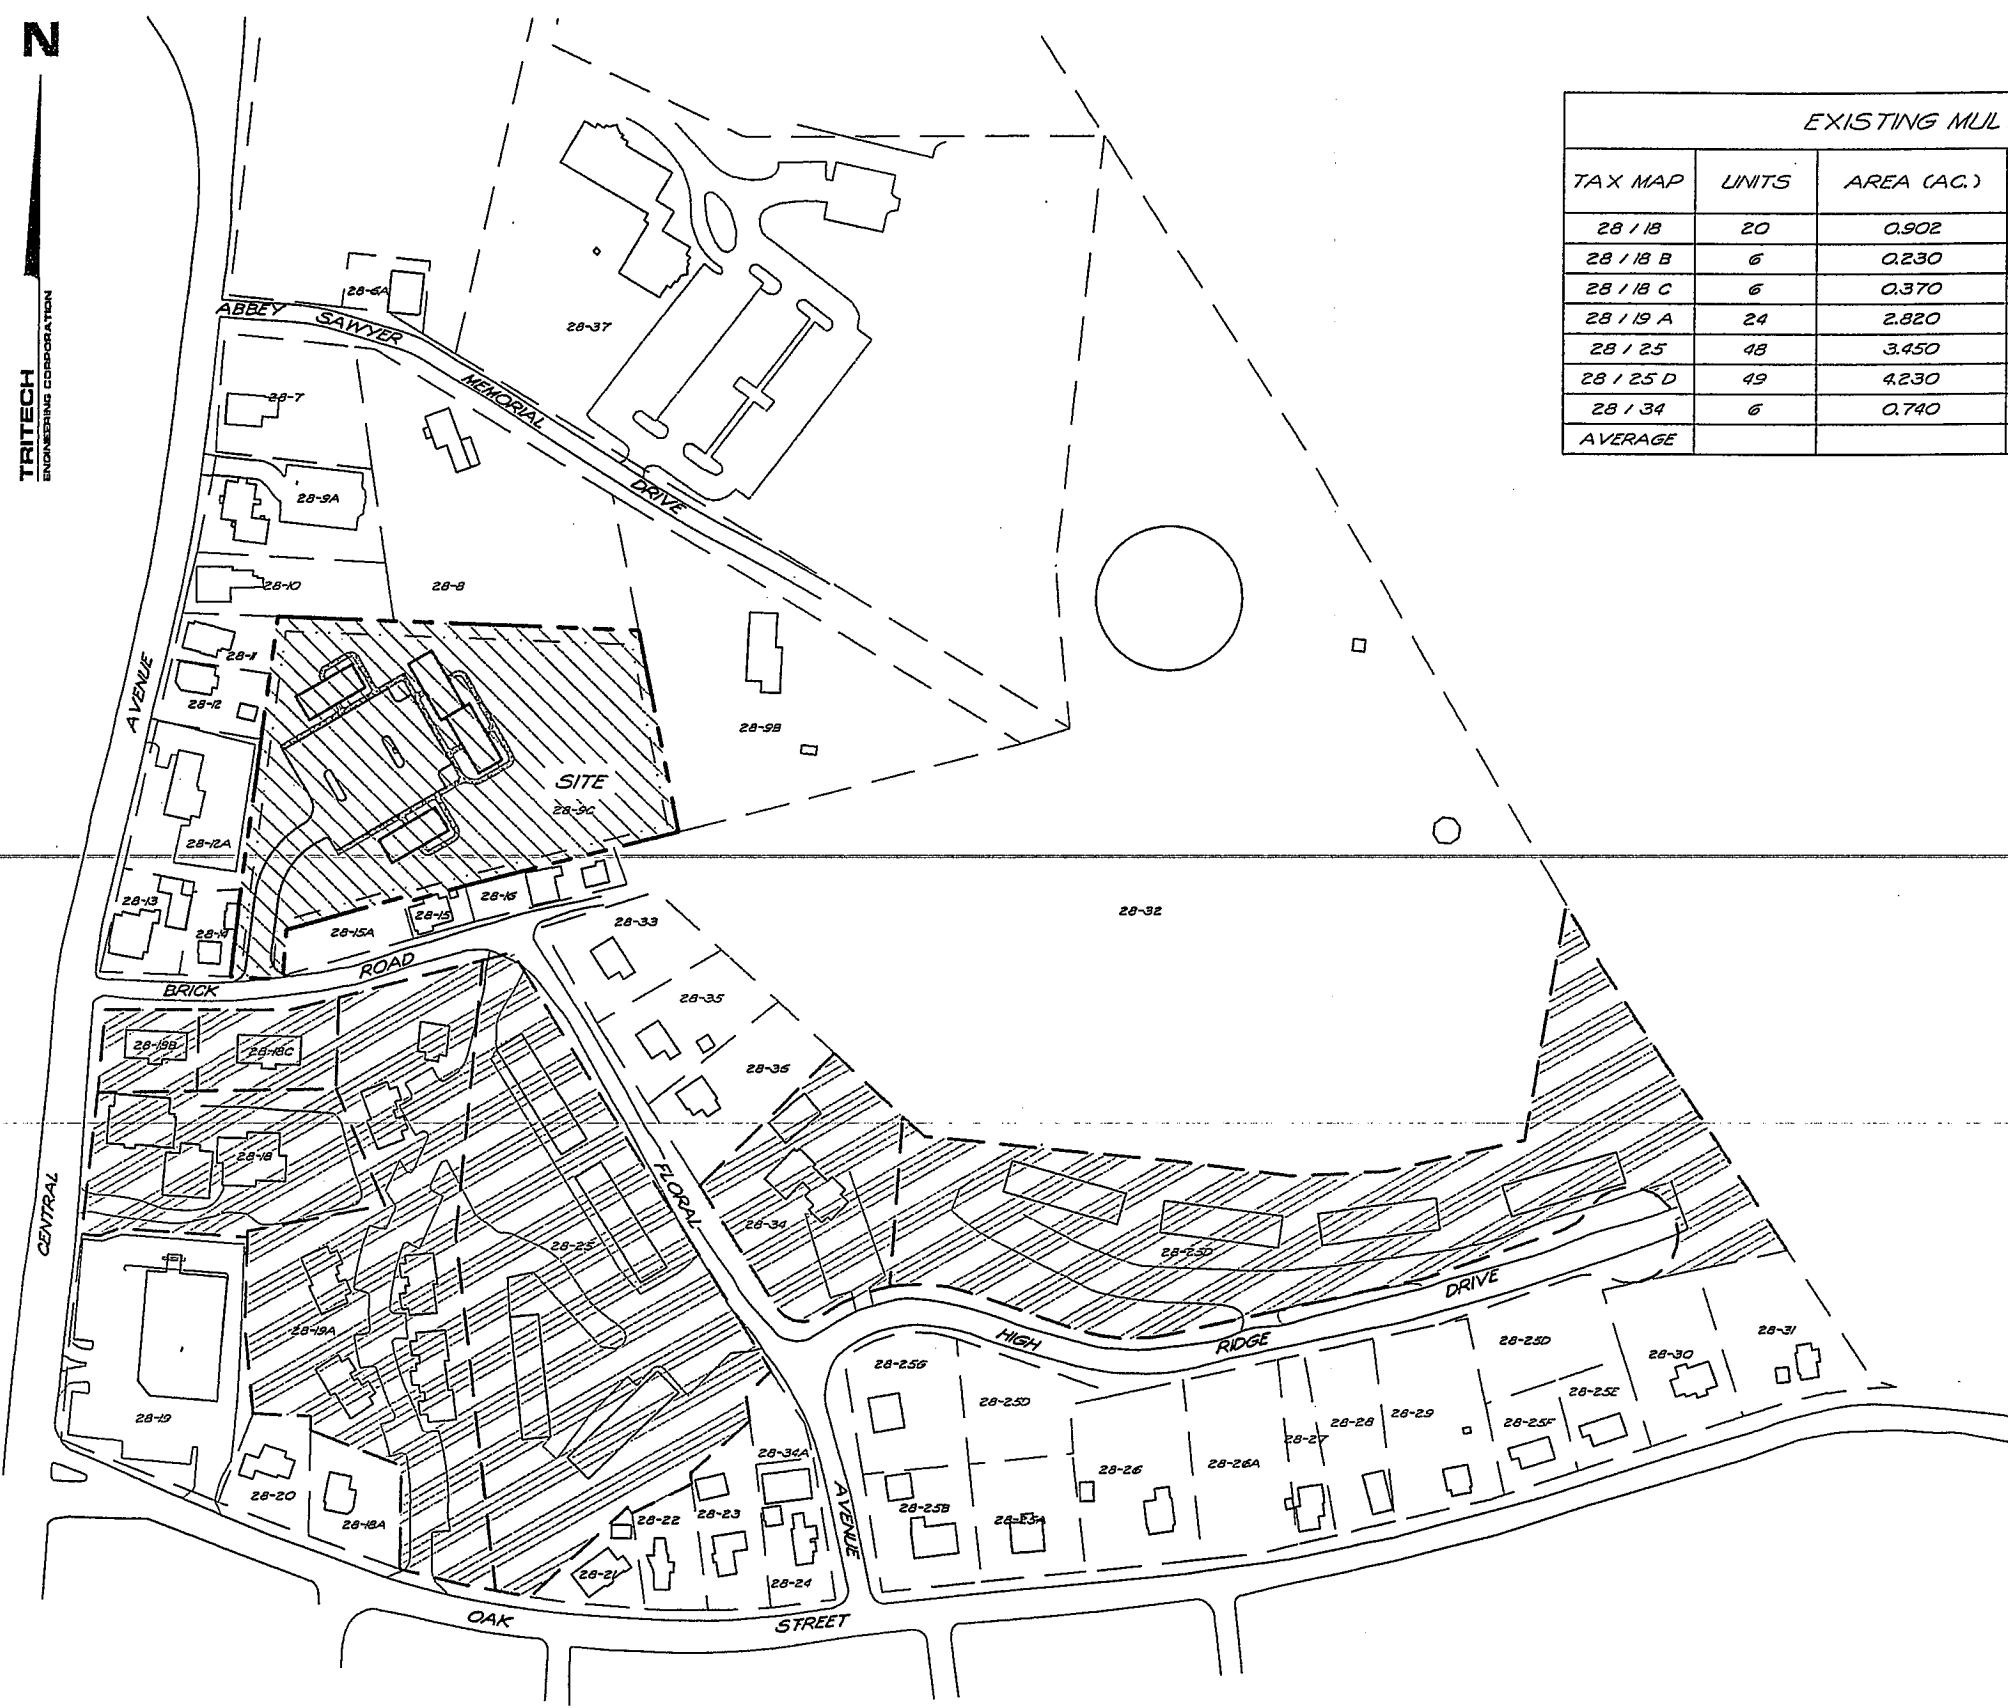 N
TRITECH
ENGINEERING CORPORATION
EXISTING MUL
TAX MAP UNITS AREA (AC.)
28 / 18 20 0.902
28 / 18 B 6 0.230
28 / 18 C 6 0.370
28 / 19 A 24 2.820
28 / 25 48 3.450
28 / 25 D 49 4.230
28 / 34 6 0.740
AVERAGE
28-6A
ABBEY SAWYER MEMORIAL DRIVE
28-37
28-7
28-9A
28-10
28-8
28-11
28-12
AVENUE
28-9B
SITE
28-9C
28-12A
28-13
28-14
28-15
28-16
28-15A
28-33
28-32
BRICK ROAD
28-35
28-18B
28-18C
28-36
28-18
CENTRAL
FLORAL
28-34
28-25
28-25D
28-19A
DRIVE
HIGH RIDGE
28-25G
28-25D
28-25D
28-30
28-31
28-25E
28-19
28-27
28-28
28-29
28-25F
28-34A
28-26
28-26A
28-20
28-18A
28-22
28-23
AVENUE
28-25B
28-25A
28-21
28-24
OAK STREET